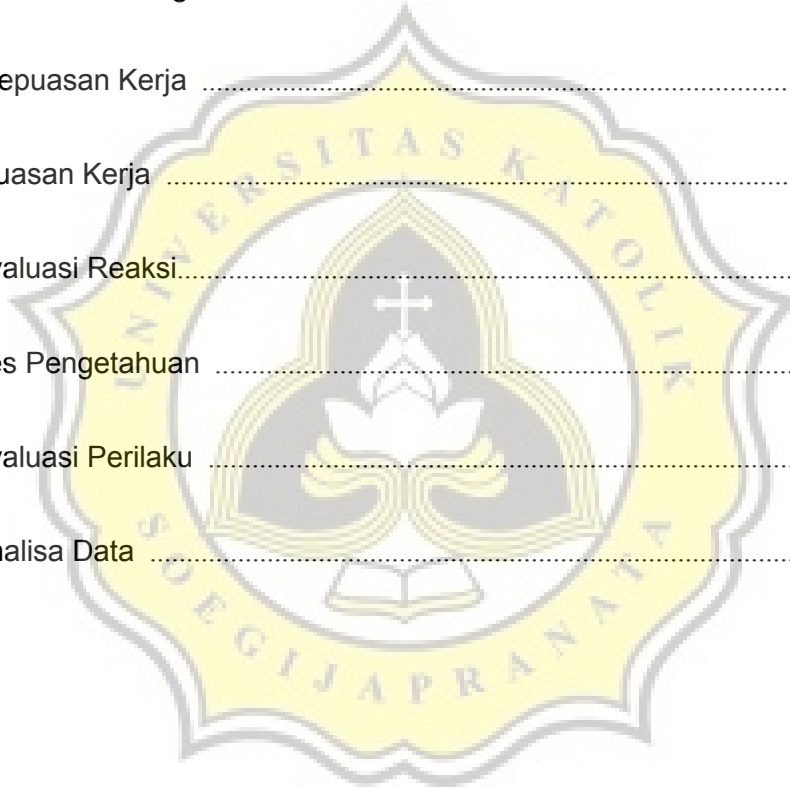 epuasan Kerja ........................................
uasan Kerja ........................................
valuasi Reaksi........................................
es Pengetahuan ........................................
valuasi Perilaku ........................................
nalisa Data ........................................
UNIVERSITAS KATOLIK
SOEGIJAPRANATA